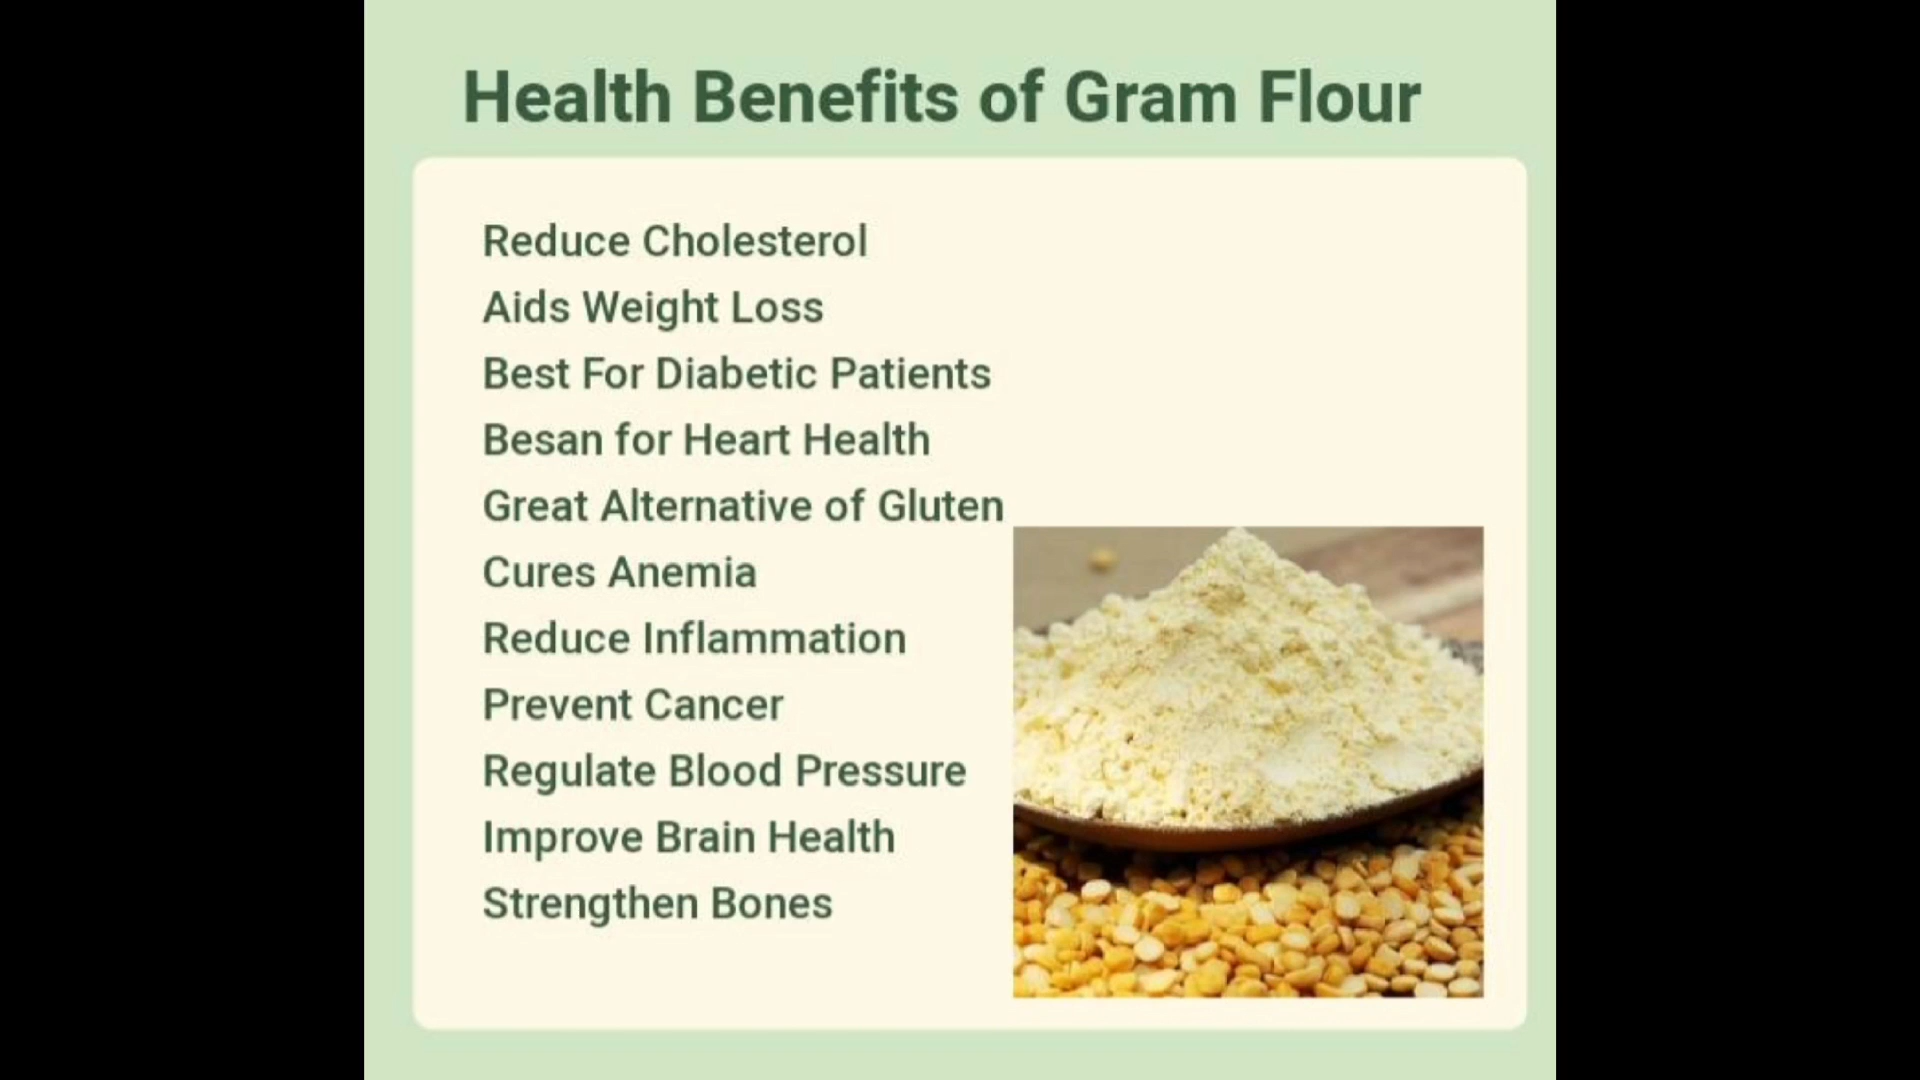 Health Benefits of Gram Flour
Reduce Cholesterol
Aids Weight Loss
Best For Diabetic Patients
Besan for Heart Health
Great Alternative of Gluten
Cures Anemia
Reduce Inflammation
Prevent Cancer
Regulate Blood Pressure
Improve Brain Health
Strengthen Bones